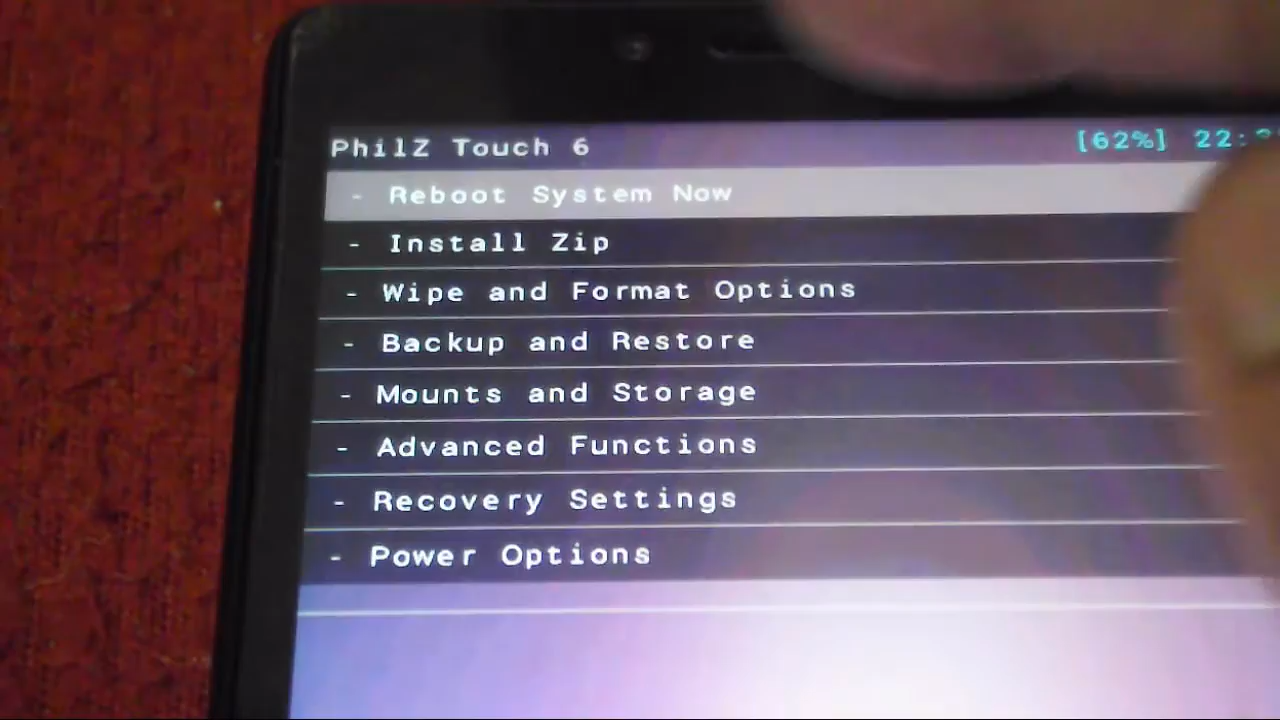 PhilZ Touch 6
[62%] 22:
- Reboot System Now
- Install Zip
- Wipe and Format Options
- Backup and Restore
- Mounts and Storage
- Advanced Functions
- Recovery Settings
- Power Options